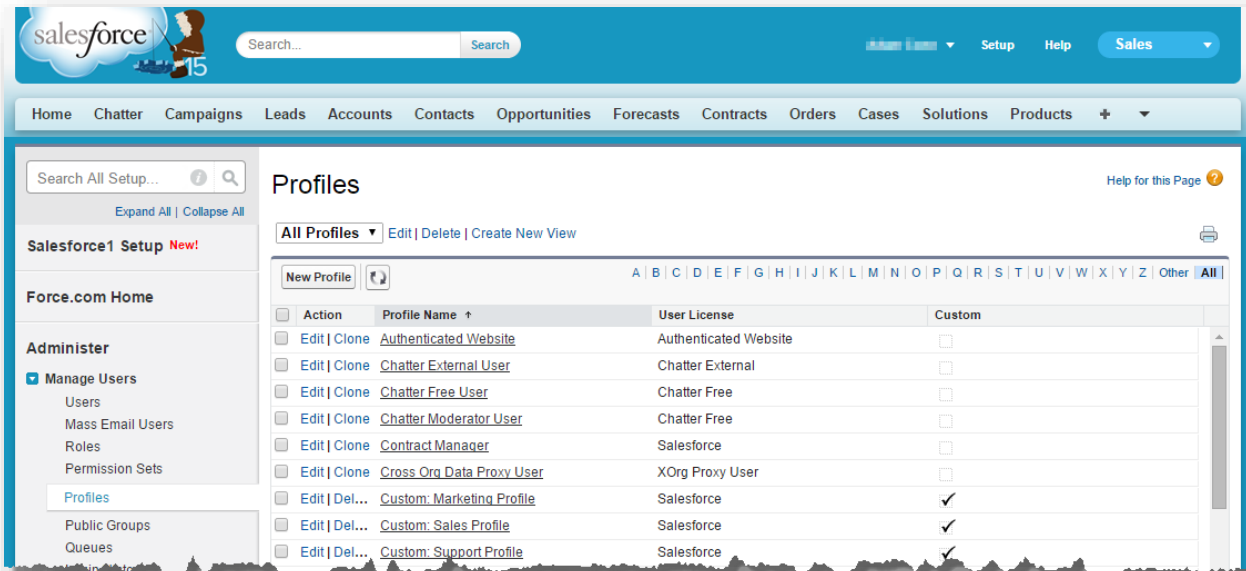 salesforce
15
Search...
Search
Setup
Help
Sales
Home Chatter Campaigns Leads Accounts Contacts Opportunities Forecasts Contracts Orders Cases Solutions Products +
Search All Setup...
Expand All | Collapse All
Salesforce1 Setup New!
Force.com Home
Administer
Manage Users
Users
Mass Email Users
Roles
Permission Sets
Profiles
Public Groups
Queues
Profiles
Help for this Page ?
All Profiles ▼ Edit | Delete | Create New View
New Profile
A | B | C | D | E | F | G | H | I | J | K | L | M | N | O | P | Q | R | S | T | U | V | W | X | Y | Z | Other | All
Action Profile Name ↑ User License Custom
Edit | Clone Authenticated Website Authenticated Website
Edit | Clone Chatter External User Chatter External
Edit | Clone Chatter Free User Chatter Free
Edit | Clone Chatter Moderator User Chatter Free
Edit | Clone Contract Manager Salesforce
Edit | Clone Cross Org Data Proxy User XOrg Proxy User
Edit | Del... Custom: Marketing Profile Salesforce ✓
Edit | Del... Custom: Sales Profile Salesforce ✓
Edit | Del... Custom: Support Profile Salesforce ✓